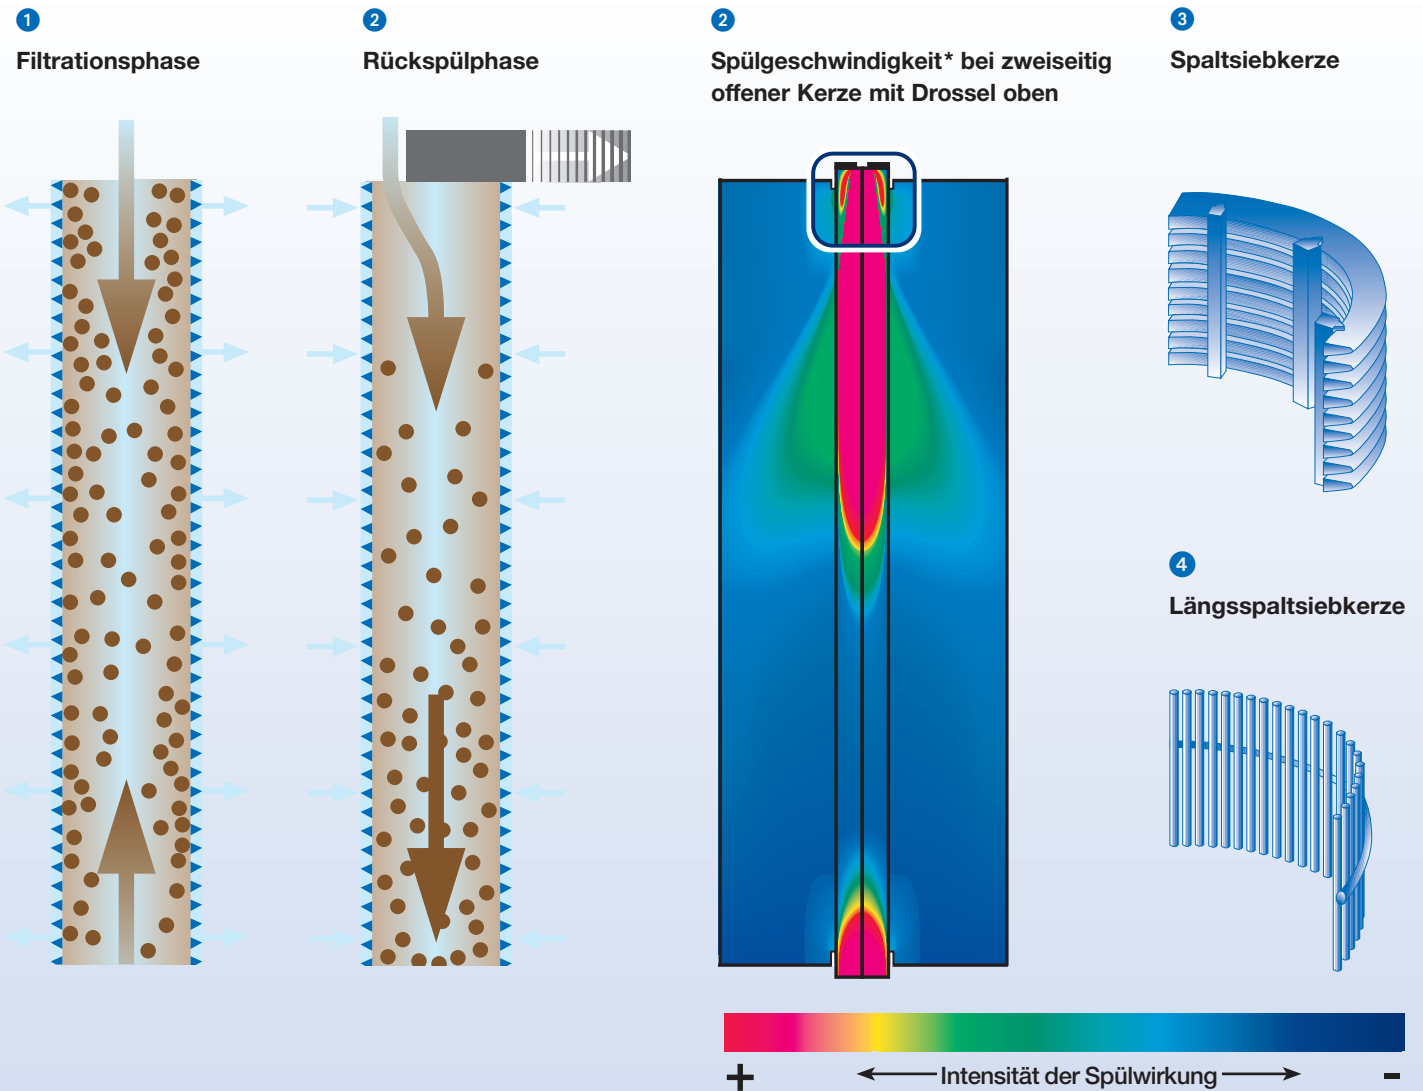 1
Filtrationsphase
2
Rückspülphase
2
Spülgeschwindigkeit* bei zweiseitig
offener Kerze mit Drossel oben
3
Spaltsiebkerze
4
Längsspaltsiebkerze
+ Intensität der Spülwirkung -